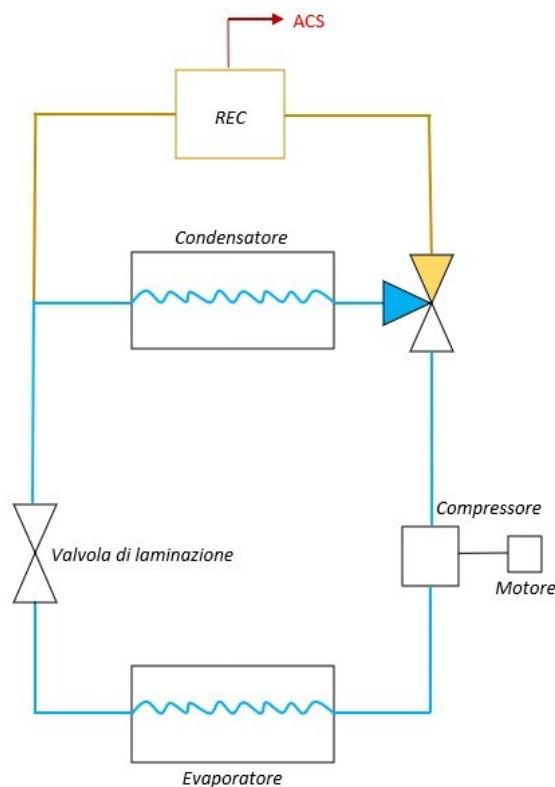 ACS
REC
Condensatore
Compressore
Valvola di laminazione
Motore
Evaporatore